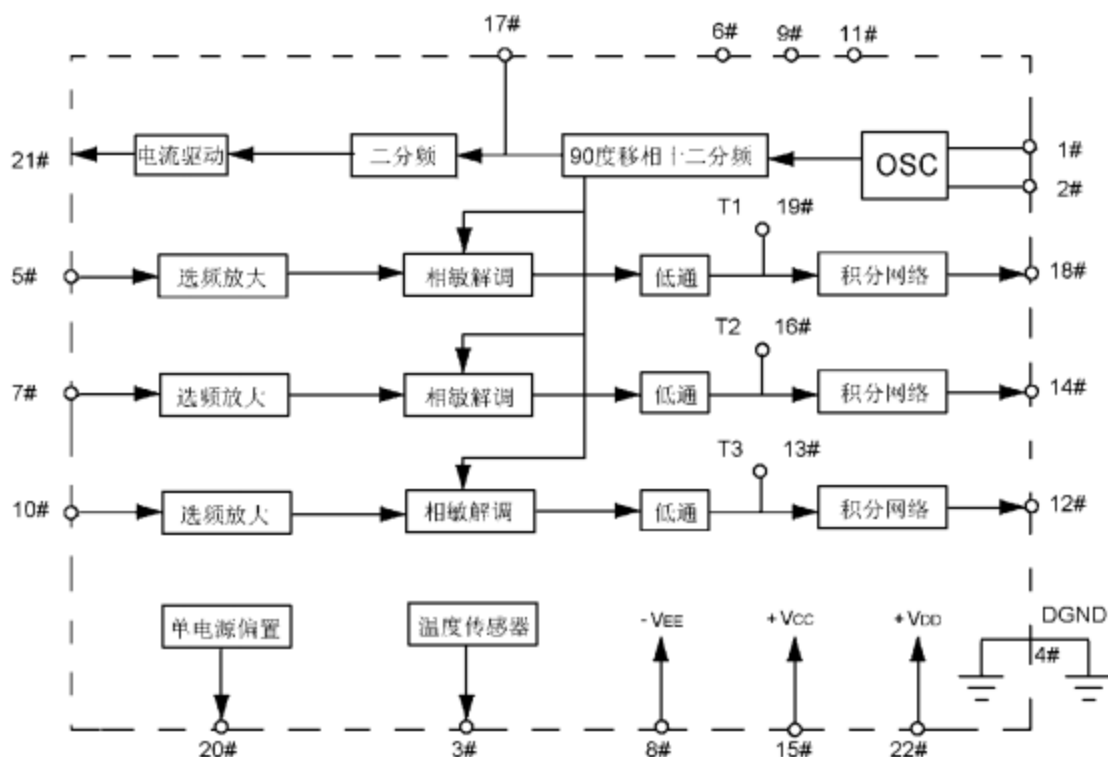 17#
6#
9#
11#
21#
电流驱动
二分频
90度移相十二分频
OSC
1#
2#
T1
19#
5#
选频放大
相敏解调
低通
积分网络
18#
T2
16#
7#
选频放大
相敏解调
低通
积分网络
14#
T3
13#
10#
选频放大
相敏解调
低通
积分网络
12#
单电源偏置
温度传感器
-VEE
+VCC
+VDD
DGND
4#
20#
3#
8#
15#
22#